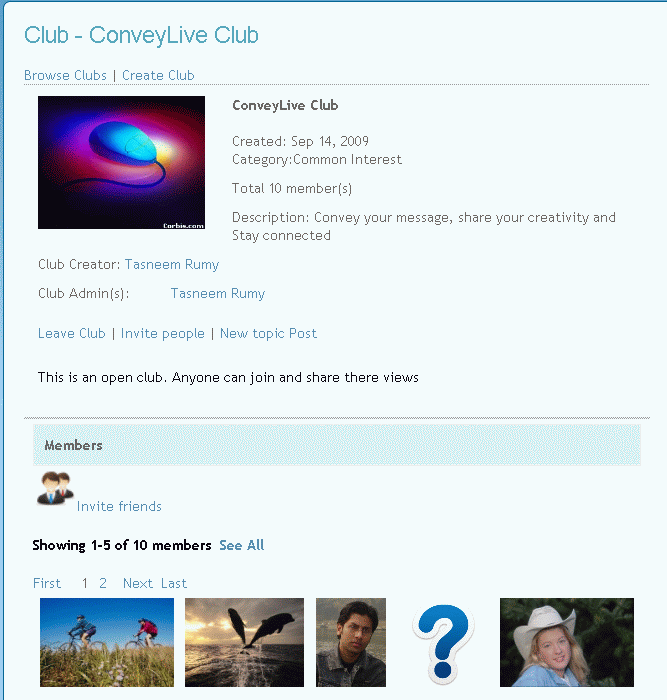 Club - ConveyLive Club
Browse Clubs | Create Club
ConveyLive Club
Created: Sep 14, 2009
Category:Common Interest
Total 10 member(s)
Description: Convey your message, share your creativity and
Stay connected
Corbis.com
Club Creator: Tasneem Rumy
Club Admin(s): Tasneem Rumy
Leave Club | Invite people | New topic Post
This is an open club. Anyone can join and share there views
Members
Invite friends
Showing 1-5 of 10 members See All
First 1 2 Next Last
?